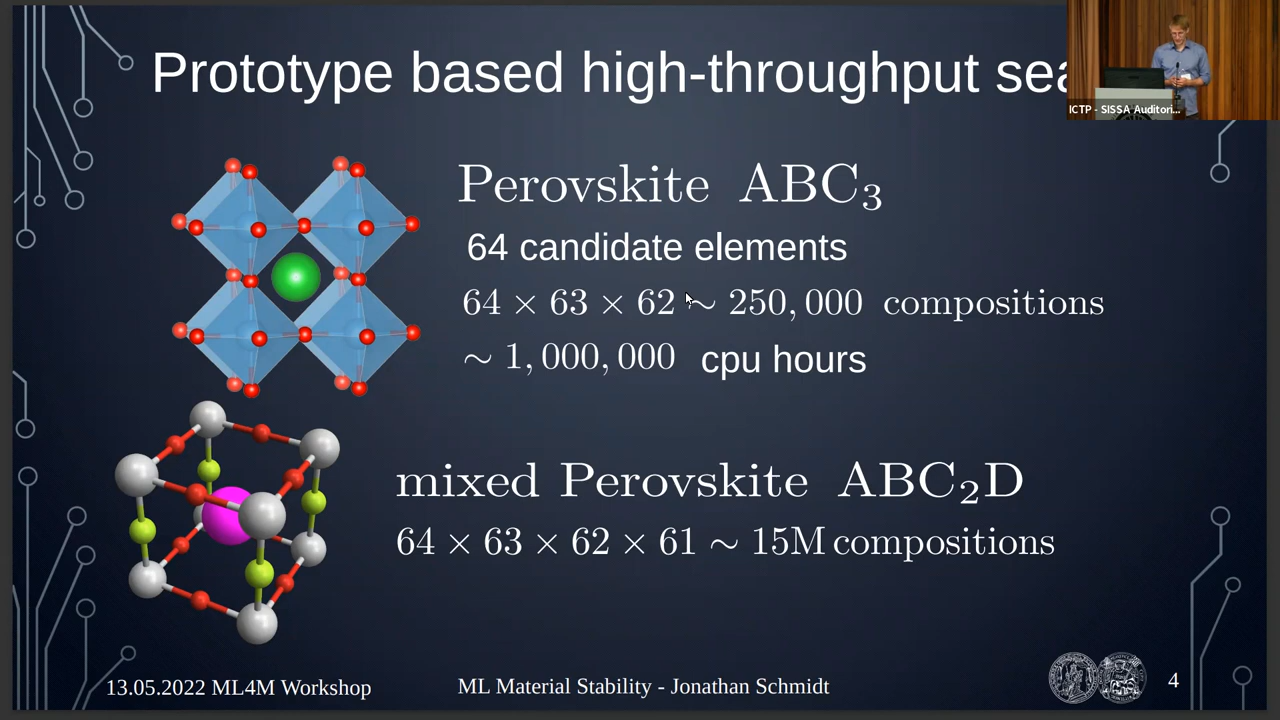 Prototype based high-throughput sea
ICTP - SISSA Auditori...
Perovskite ABC₃
64 candidate elements
64 × 63 × 62 ~ 250,000 compositions
~ 1,000,000 cpu hours
mixed Perovskite ABC₂D
64 × 63 × 62 × 61 ~ 15M compositions
13.05.2022 ML4M Workshop
ML Material Stability - Jonathan Schmidt
4